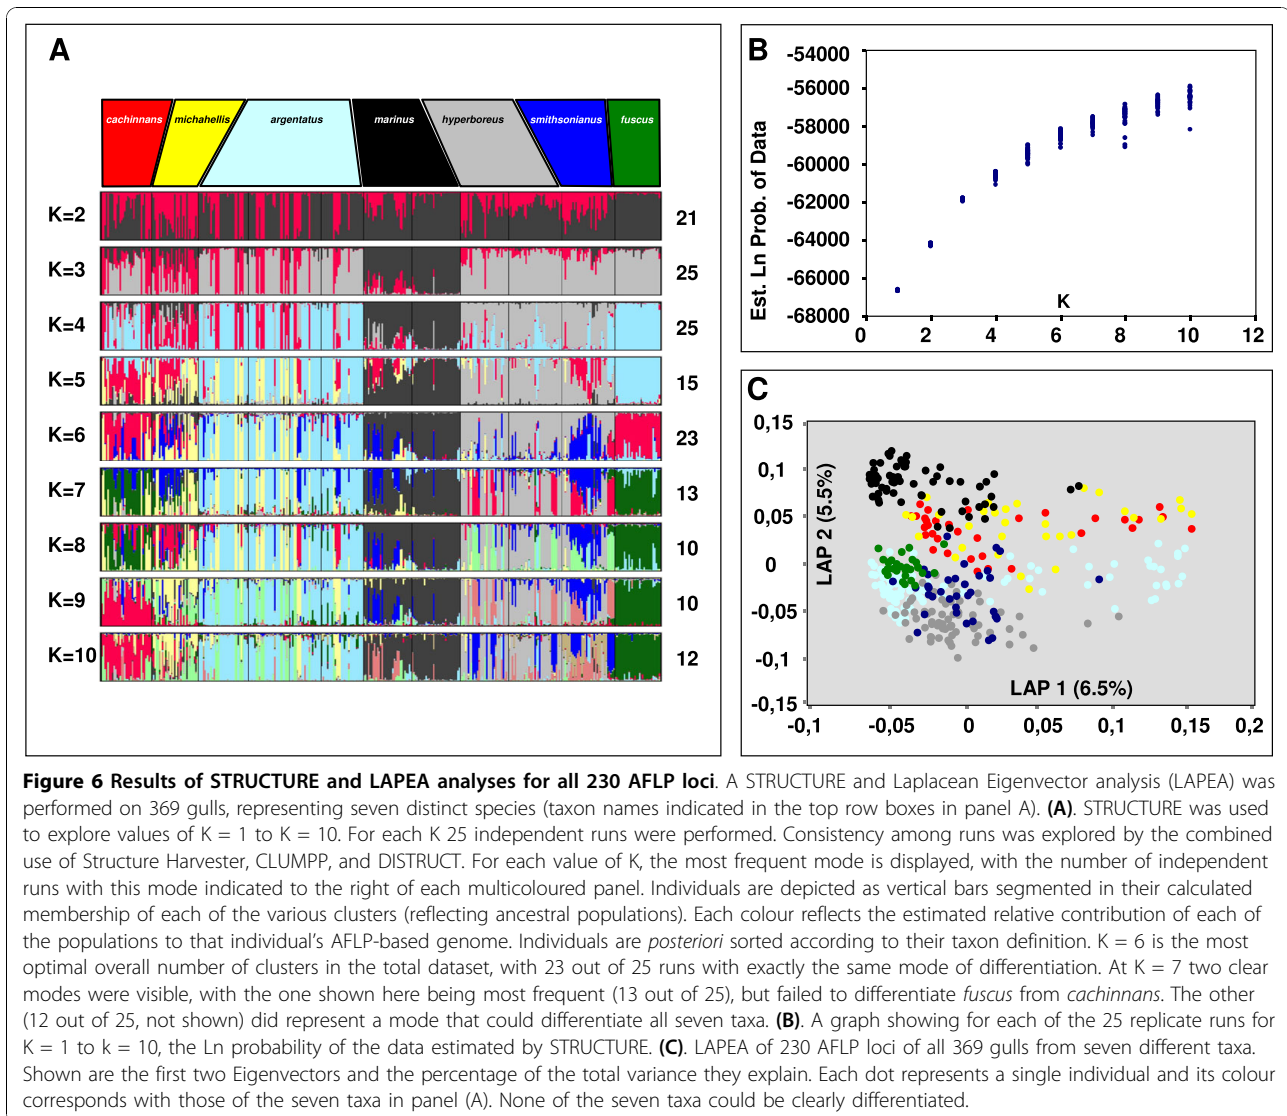 A
cachinnans michahellis argentatus marinus hyperboreus smithsonianus fuscus
K=2 21
K=3 25
K=4 25
K=5 15
K=6 23
K=7 13
K=8 10
K=9 10
K=10 12
B
Est. Ln Prob. of Data
-54000
-56000
-58000
-60000
-62000
-64000
-66000
-68000
K
0 2 4 6 8 10 12
C
0,15
0,1
0,05
0
-0,05
-0,1
-0,15
LAP 2 (5.5%)
LAP 1 (6.5%)
-0,1 -0,05 0 0,05 0,1 0,15 0,2
Figure 6 Results of STRUCTURE and LAPEA analyses for all 230 AFLP loci. A STRUCTURE and Laplacean Eigenvector analysis (LAPEA) was
performed on 369 gulls, representing seven distinct species (taxon names indicated in the top row boxes in panel A). (A). STRUCTURE was used
to explore values of K = 1 to K = 10. For each K 25 independent runs were performed. Consistency among runs was explored by the combined
use of Structure Harvester, CLUMPP, and DISTRUCT. For each value of K, the most frequent mode is displayed, with the number of independent
runs with this mode indicated to the right of each multicoloured panel. Individuals are depicted as vertical bars segmented in their calculated
membership of each of the various clusters (reflecting ancestral populations). Each colour reflects the estimated relative contribution of each of
the populations to that individual's AFLP-based genome. Individuals are posteriori sorted according to their taxon definition. K = 6 is the most
optimal overall number of clusters in the total dataset, with 23 out of 25 runs with exactly the same mode of differentiation. At K = 7 two clear
modes were visible, with the one shown here being most frequent (13 out of 25), but failed to differentiate fuscus from cachinnans. The other
(12 out of 25, not shown) did represent a mode that could differentiate all seven taxa. (B). A graph showing for each of the 25 replicate runs for
K = 1 to k = 10, the Ln probability of the data estimated by STRUCTURE. (C). LAPEA of 230 AFLP loci of all 369 gulls from seven different taxa.
Shown are the first two Eigenvectors and the percentage of the total variance they explain. Each dot represents a single individual and its colour
corresponds with those of the seven taxa in panel (A). None of the seven taxa could be clearly differentiated.